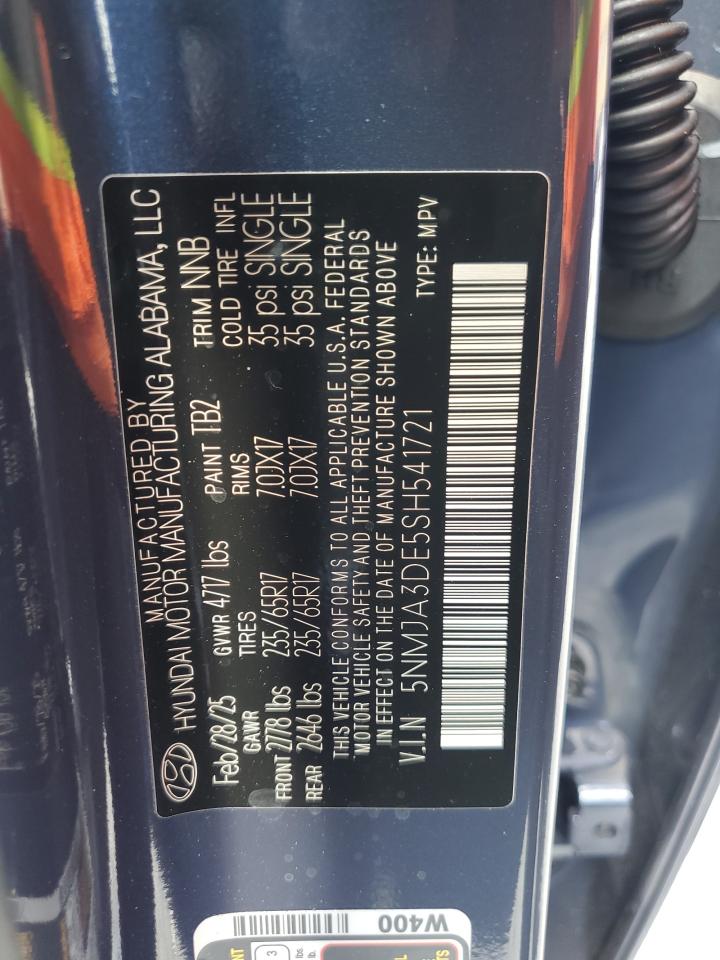 MANUFACTURED BY
HYUNDAI MOTOR MANUFACTURING ALABAMA, LLC
Feb/28/25 GVWR 4717 lbs PAINT TB2 TRIM NNB
GAWR TIRES RIMS COLD TIRE INFL
FRONT 2778 lbs 235/65R17 7.0JX17 35 psi SINGLE
REAR 2646 lbs 235/65R17 7.0JX17 35 psi SINGLE
THIS VEHICLE CONFORMS TO ALL APPLICABLE U.S.A. FEDERAL
MOTOR VEHICLE SAFETY AND THEFT PREVENTION STANDARDS
IN EFFECT ON THE DATE OF MANUFACTURE SHOWN ABOVE
V.I.N 5NMJA3DE5SH541721 TYPE: MPV
W400